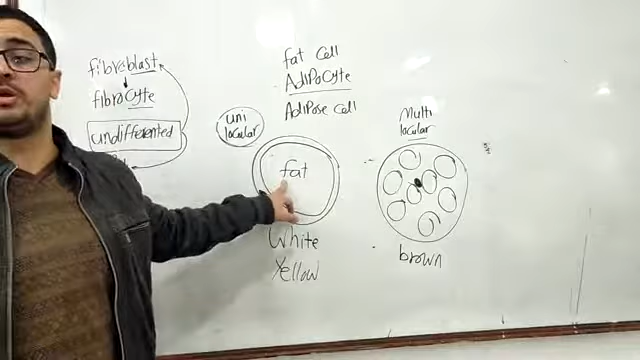 fibroblast
fibrocyte
undifferented
fat Cell
AdiPocyte
AdiPose cell
uni
locular
fat
White
Yellow
Multi
locular
brown